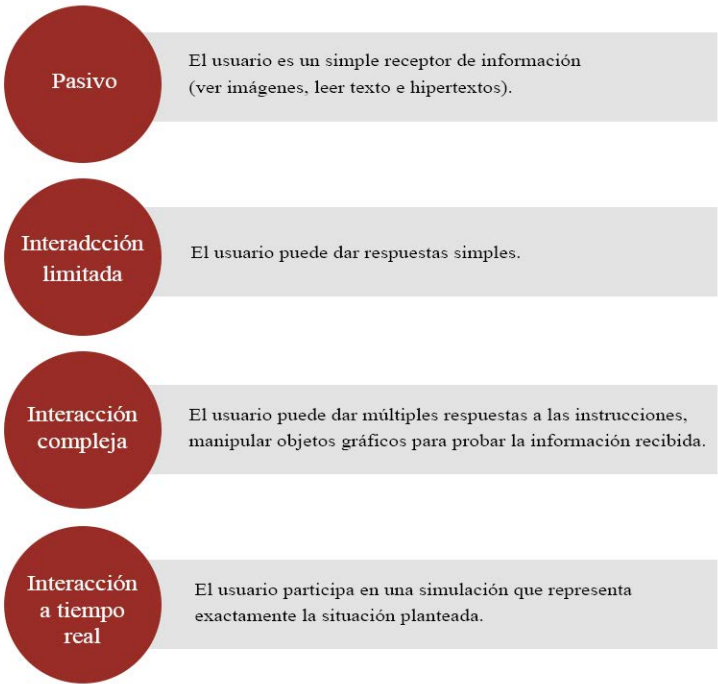 Pasivo
El usuario es un simple receptor de información
(ver imágenes, leer texto e hipertextos).
Interadcción
limitada
El usuario puede dar respuestas simples.
Interacción
compleja
El usuario puede dar múltiples respuestas a las instrucciones,
manipular objetos gráficos para probar la información recibida.
Interacción
a tiempo
real
El usuario participa en una simulación que representa
exactamente la situación planteada.